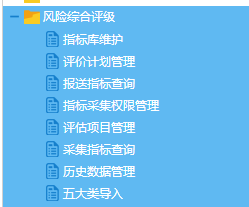 风险综合评级
指标库维护
评价计划管理
报送指标查询
指标采集权限管理
评估项目管理
采集指标查询
历史数据管理
五大类导入